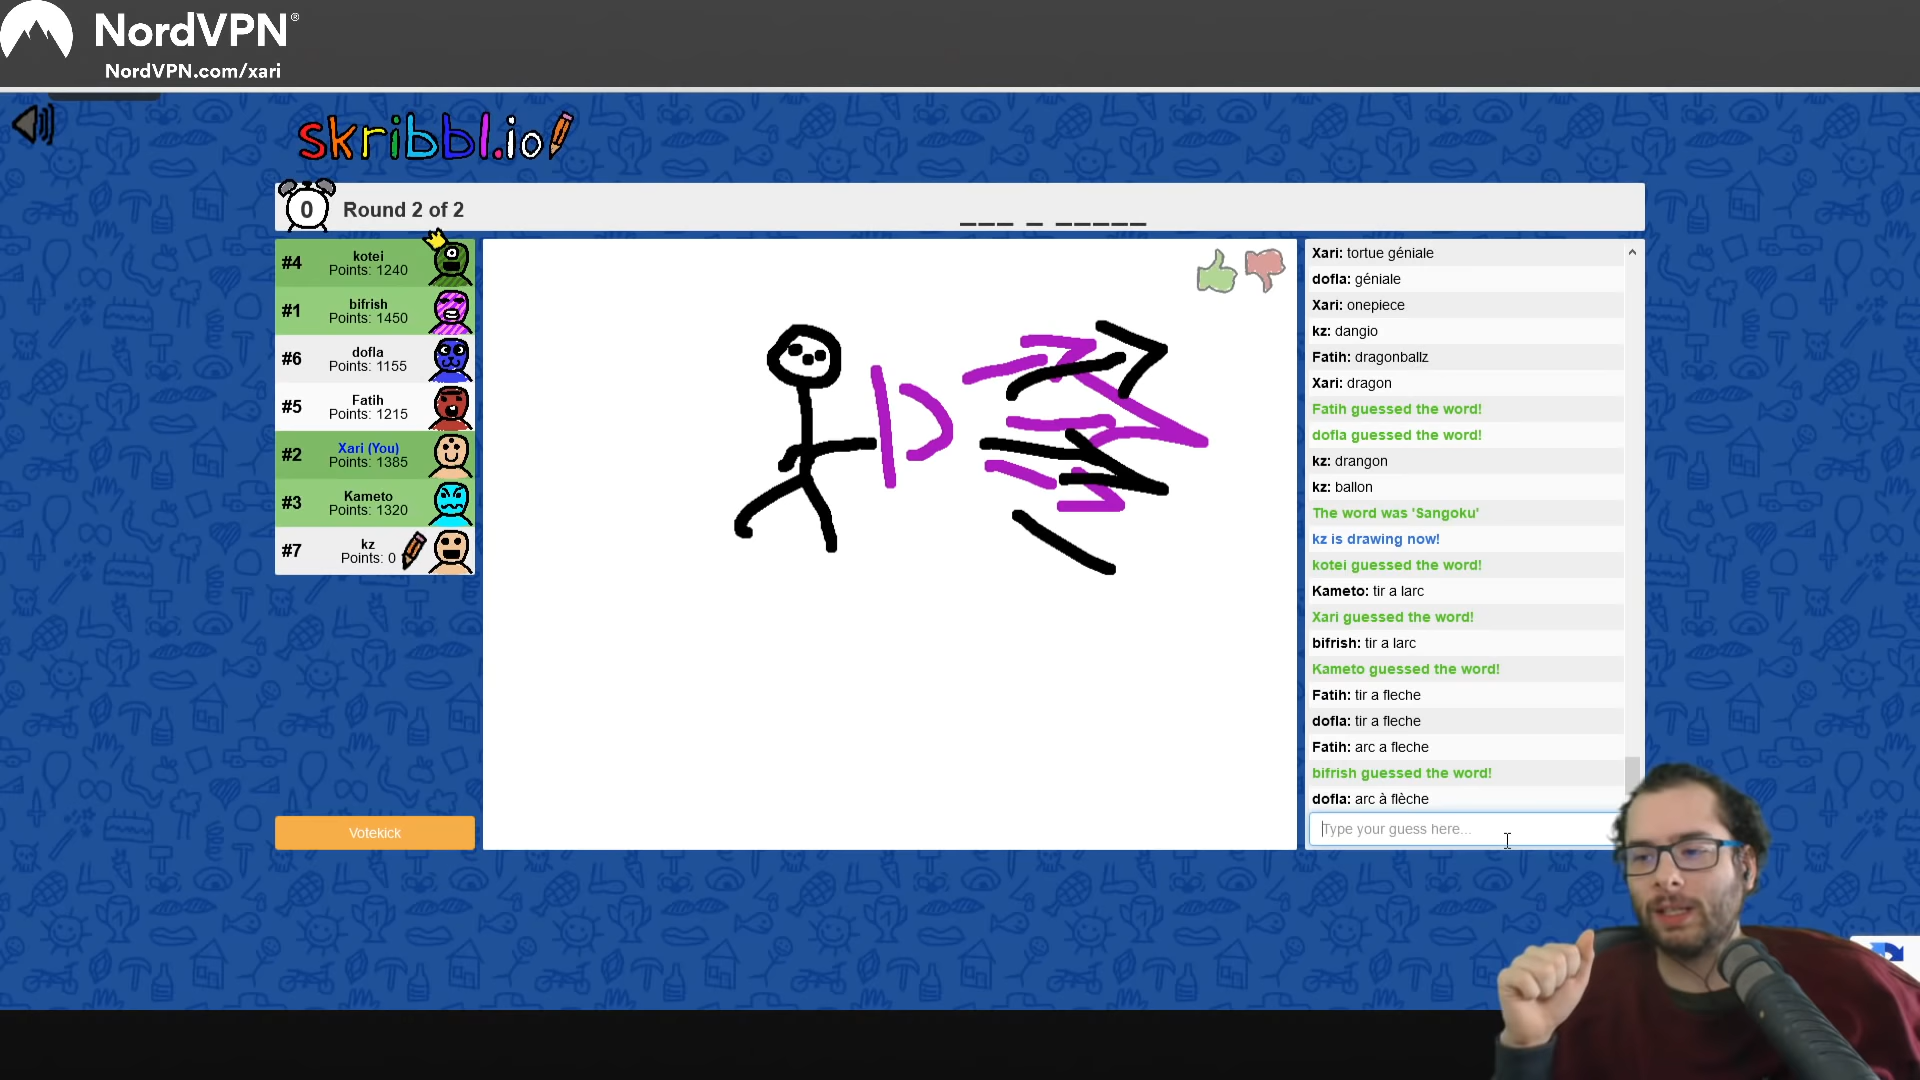 NordVPN®
NordVPN.com/xari
skribbl.io
0
Round 2 of 2
___ _ _____
#4
kotei
Points: 1240
#1
bifrish
Points: 1450
#6
dofla
Points: 1155
#5
Fatih
Points: 1215
#2
Xari (You)
Points: 1385
#3
Kameto
Points: 1320
#7
kz
Points: 0
Votekick
Xari: tortue géniale
dofla: géniale
Xari: onepiece
kz: dangio
Fatih: dragonballz
Xari: dragon
Fatih guessed the word!
dofla guessed the word!
kz: drangon
kz: ballon
The word was 'Sangoku'
kz is drawing now!
kotei guessed the word!
Kameto: tir a larc
Xari guessed the word!
bifrish: tir a larc
Kameto guessed the word!
Fatih: tir a fleche
dofla: tir a fleche
Fatih: arc a fleche
bifrish guessed the word!
dofla: arc à flèche
Type your guess here...